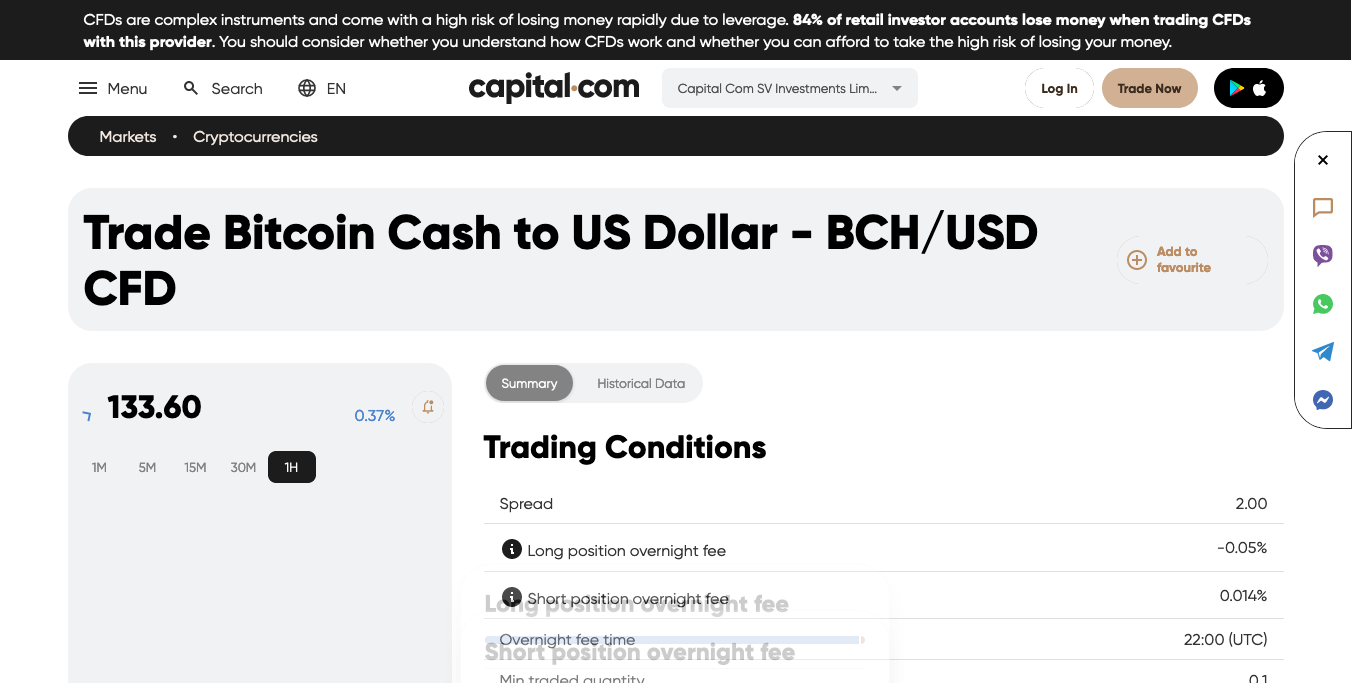 CFDs are complex instruments and come with a high risk of losing money rapidly due to leverage. 84% of retail investor accounts lose money when trading CFDs
with this provider. You should consider whether you understand how CFDs work and whether you can afford to take the high risk of losing your money.
Menu Search EN capital.com Capital Com SV Investments Lim... Log In Trade Now
Markets • Cryptocurrencies
Trade Bitcoin Cash to US Dollar - BCH/USD
CFD
Add to
favourite
133.60 0.37%
1M 5M 15M 30M 1H
Summary Historical Data
Trading Conditions
Spread 2.00
Long position overnight fee -0.05%
Short position overnight fee 0.014%
Long position overnight fee
Overnight fee time 22:00 (UTC)
Short position overnight fee
Min traded quantity 0.1